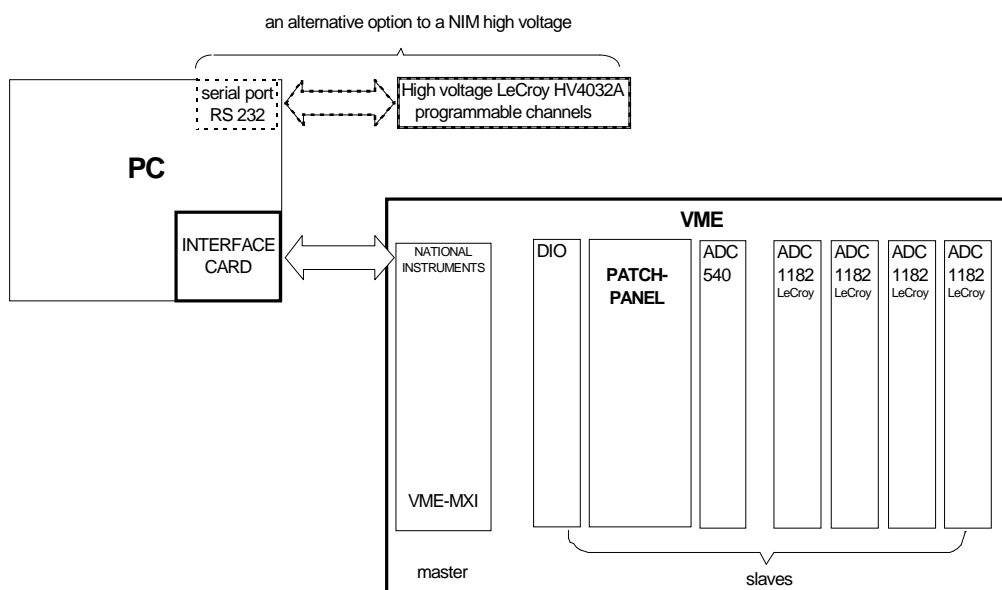 an alternative option to a NIM high voltage
serial port
RS 232
High voltage LeCroy HV4032A
programmable channels
PC
INTERFACE
CARD
VME
NATIONAL
INSTRUMENTS
VME-MXI
master
DIO
PATCH-
PANEL
ADC
540
ADC
1182
LeCroy
ADC
1182
LeCroy
ADC
1182
LeCroy
ADC
1182
LeCroy
slaves